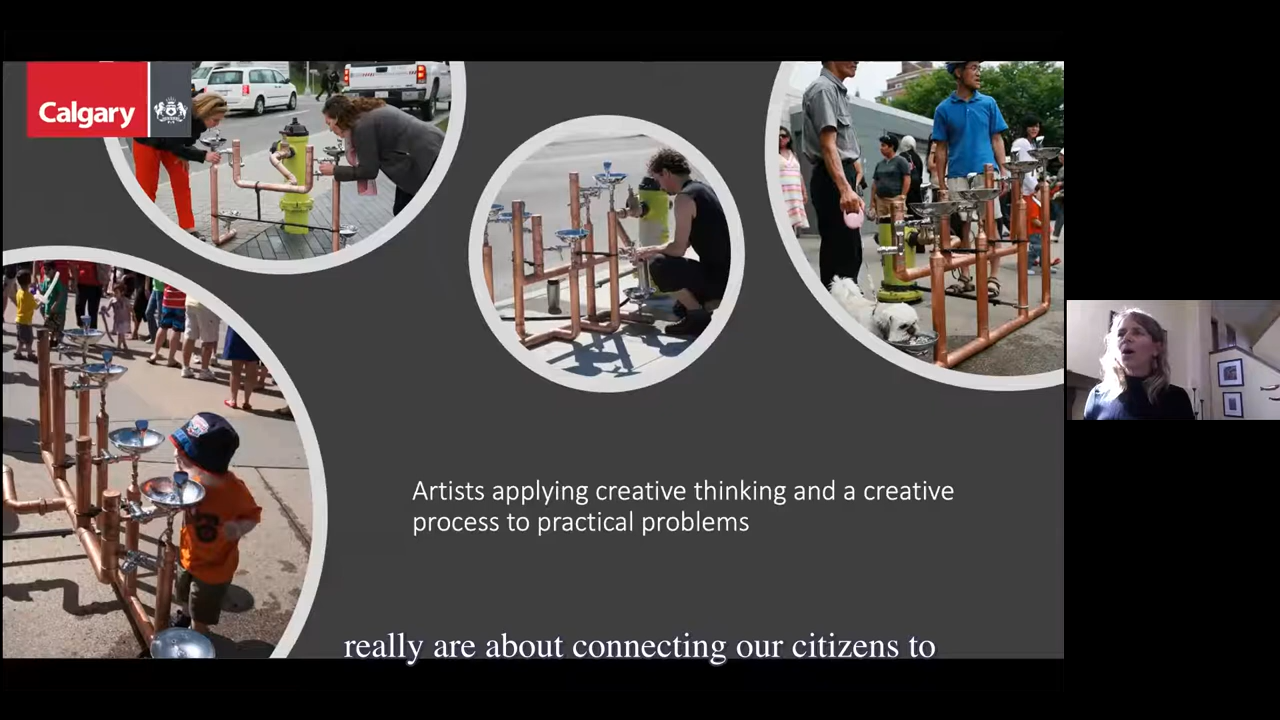 Calgary
Artists applying creative thinking and a creative
process to practical problems
really are about connecting our citizens to